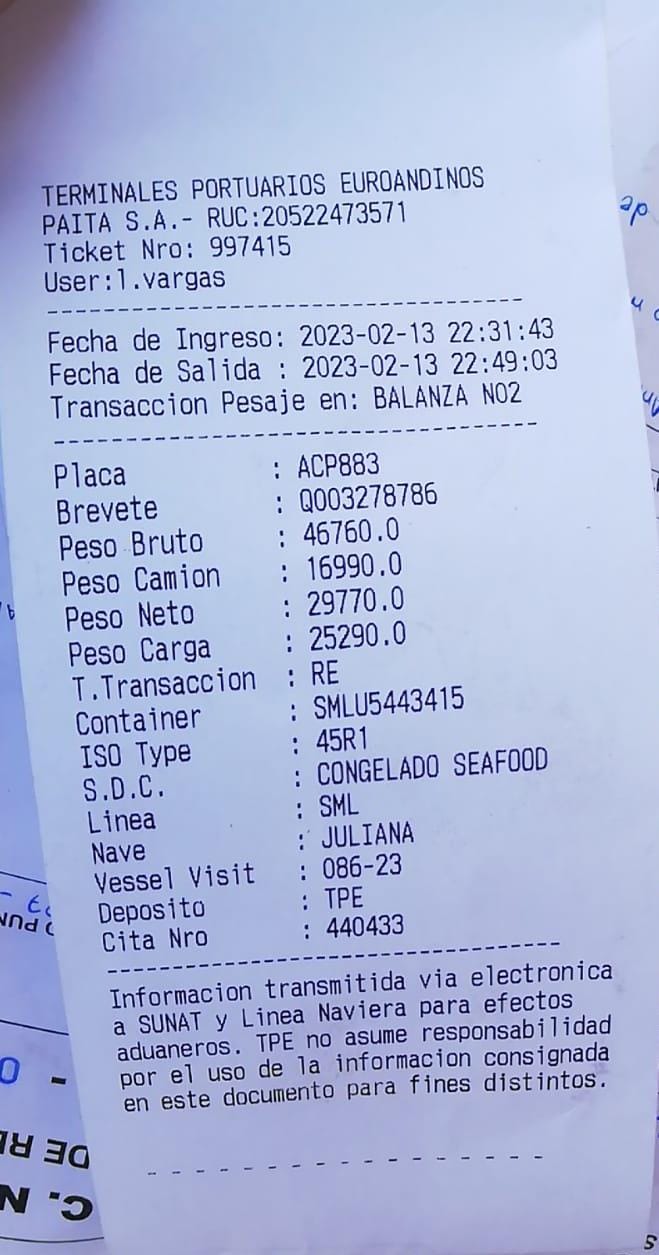 TERMINALES PORTUARIOS EUROANDINOS
PAITA S.A.- RUC:20522473571
Ticket Nro: 997415
User:l.vargas
---------------------------------
Fecha de Ingreso: 2023-02-13 22:31:43
Fecha de Salida : 2023-02-13 22:49:03
Transaccion Pesaje en: BALANZA NO2
---------------------------------
Placa : ACP883
Brevete : Q003278786
Peso Bruto : 46760.0
Peso Camion : 16990.0
Peso Neto : 29770.0
Peso Carga : 25290.0
T.Transaccion : RE
Container : SMLU5443415
ISO Type : 45R1
S.D.C. : CONGELADO SEAFOOD
Linea : SML
Nave : JULIANA
Vessel Visit : 086-23
Deposito : TPE
Cita Nro : 440433
---------------------------------
Informacion transmitida via electronica
a SUNAT y Linea Naviera para efectos
aduaneros. TPE no asume responsabilidad
por el uso de la informacion consignada
en este documento para fines distintos.
- - - - - - - - - - - - - - - - -
DE
C. N